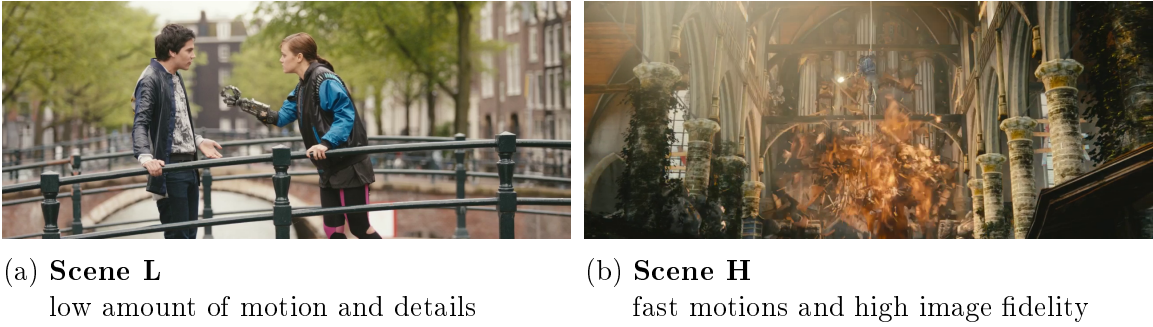 (a) Scene L
low amount of motion and details
(b) Scene H
fast motions and high image fidelity